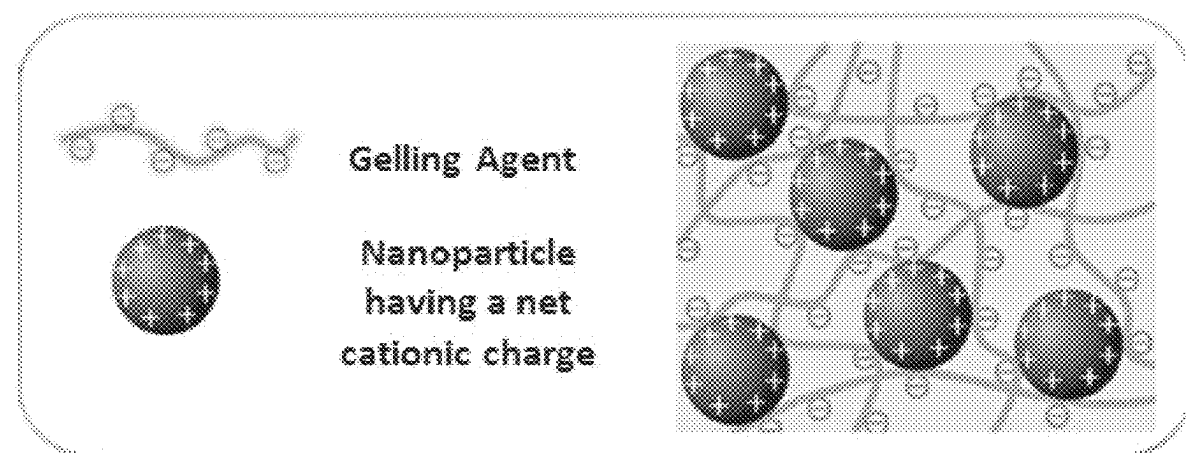 Gelling Agent
Nanoparticle
having a net
cationic charge